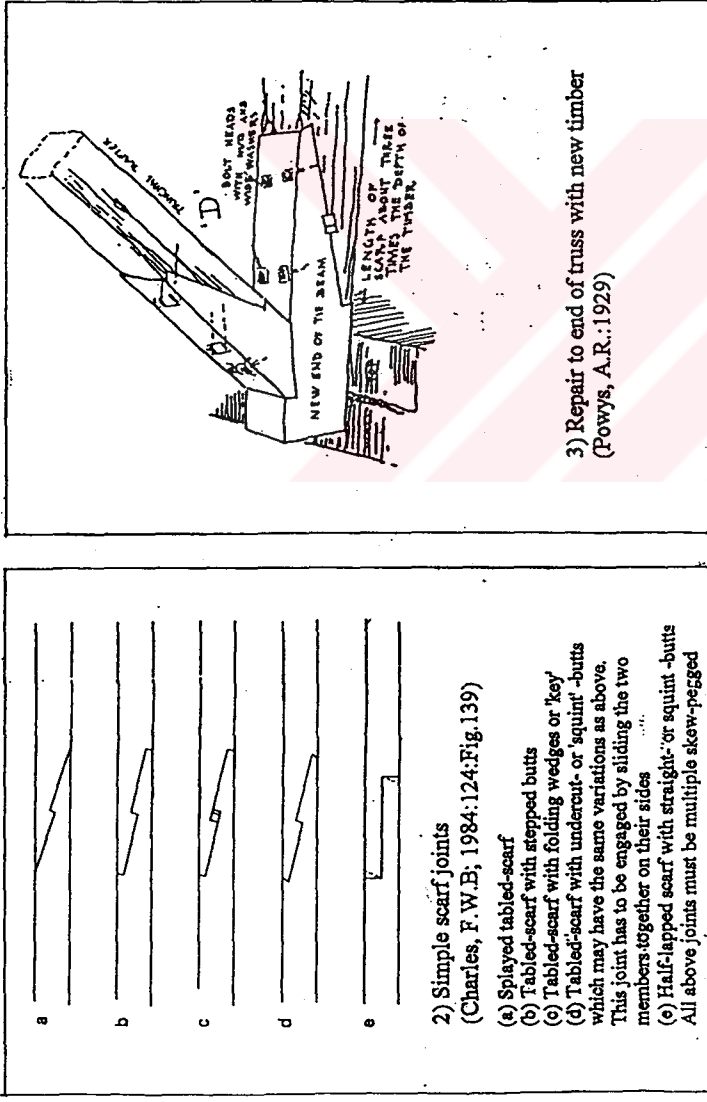 a
b
c
d
e
2) Simple scarf joints
(Charles, F.W.B; 1984:124:Fig.139)
(a) Splayed tabled-scarf
(b) Tabled-scarf with stepped butts
(c) Tabled-scarf with folding wedges or 'key'
(d) Tabled-scarf with undercut- or 'squint' -butts
which may have the same variations as above.
This joint has to be engaged by sliding the two
members together on their sides
(e) Half-lapped scarf with straight- or squint -butts
All above joints must be multiple skew-pegged
PRINCIPAL RAFTER
'D'
BOLT HEADS
WITH
AND
WASHERS
NEW END OF TIE BEAM
LENGTH OF
SCARF ABOUT THREE
TIMES THE DEPTH OF
THE TIMBER
3) Repair to end of truss with new timber
(Powys, A.R.:1929)